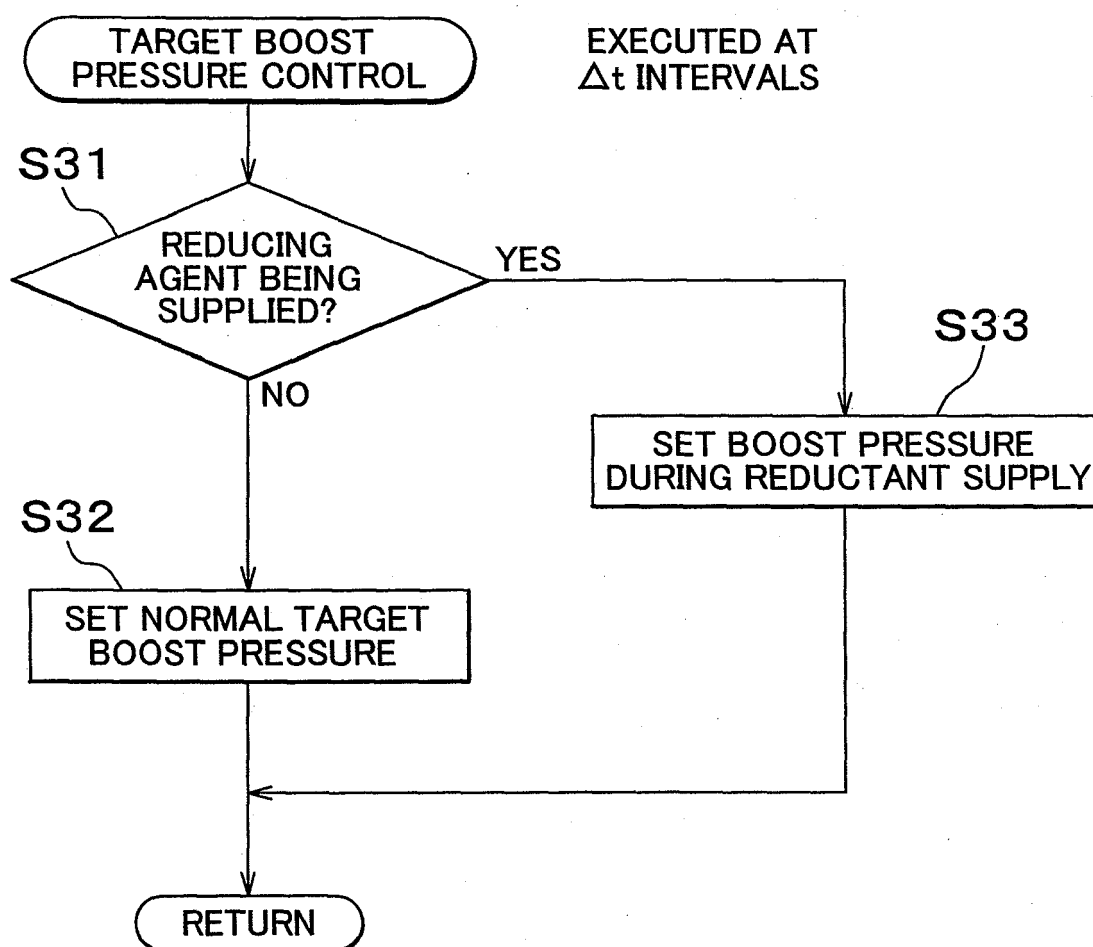 TARGET BOOST
PRESSURE CONTROL
EXECUTED AT
Δt INTERVALS
S31
REDUCING
AGENT BEING
SUPPLIED?
YES
NO
S33
SET BOOST PRESSURE
DURING REDUCTANT SUPPLY
S32
SET NORMAL TARGET
BOOST PRESSURE
RETURN